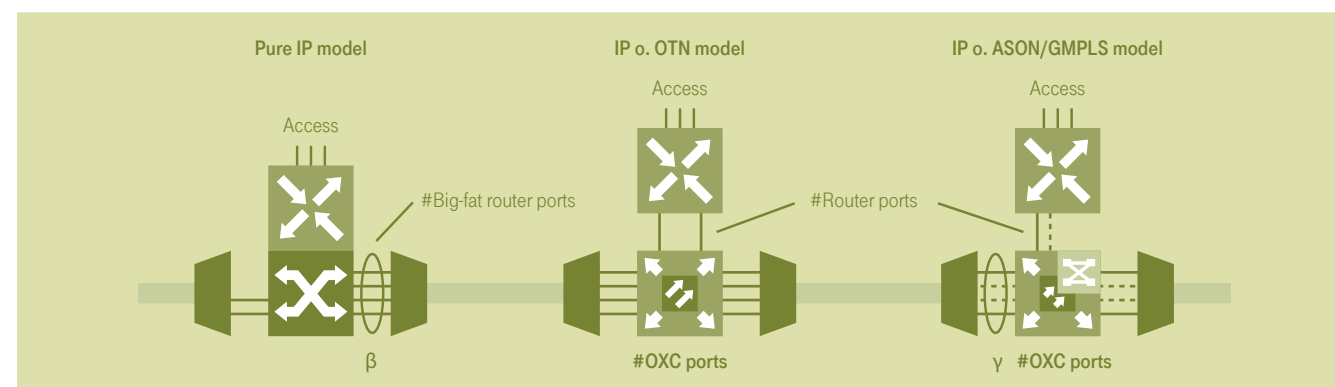 Pure IP model
IP o. OTN model
IP o. ASON/GMPLS model
Access
Access
Access
#Big-fat router ports
#Router ports
β
#OXC ports
γ #OXC ports